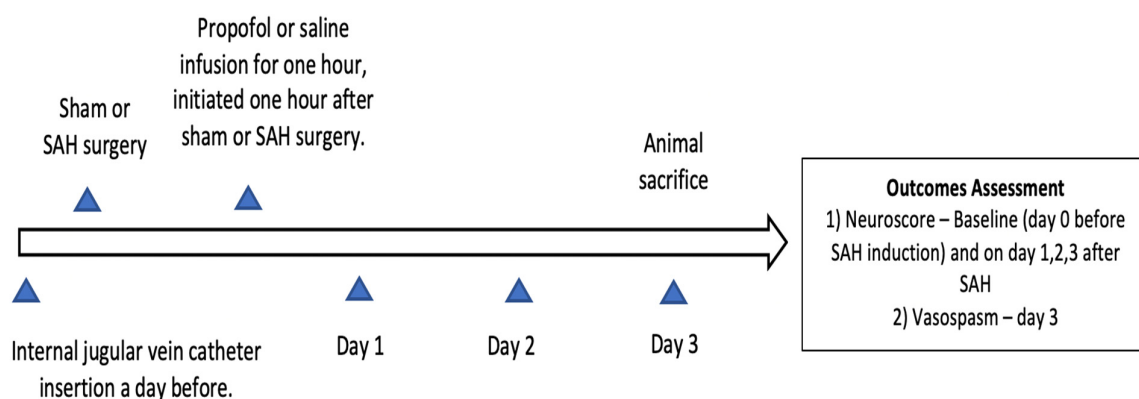 Propofol or saline
infusion for one hour,
initiated one hour after
sham or SAH surgery.
Sham or
SAH surgery
Animal
sacrifice
Internal jugular vein catheter
insertion a day before.
Day 1
Day 2
Day 3
Outcomes Assessment
1) Neuroscore – Baseline (day 0 before
SAH induction) and on day 1,2,3 after
SAH
2) Vasospasm – day 3